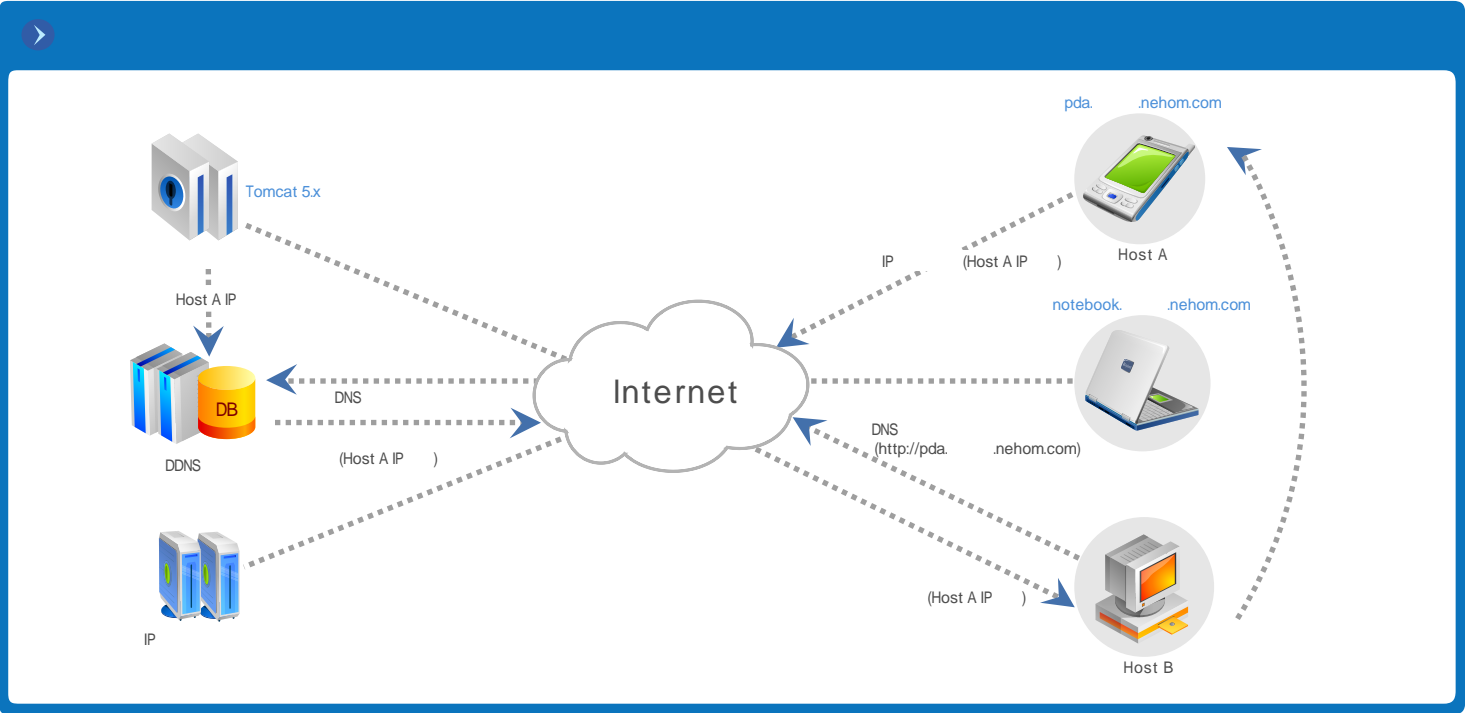 pda. .nehom.com
Tomcat 5.x
Host A
IP (Host A IP )
Host A IP
notebook. .nehom.com
Internet
DNS
DB
DNS
(http://pda. .nehom.com)
(Host A IP )
DDNS
(Host A IP )
IP
Host B